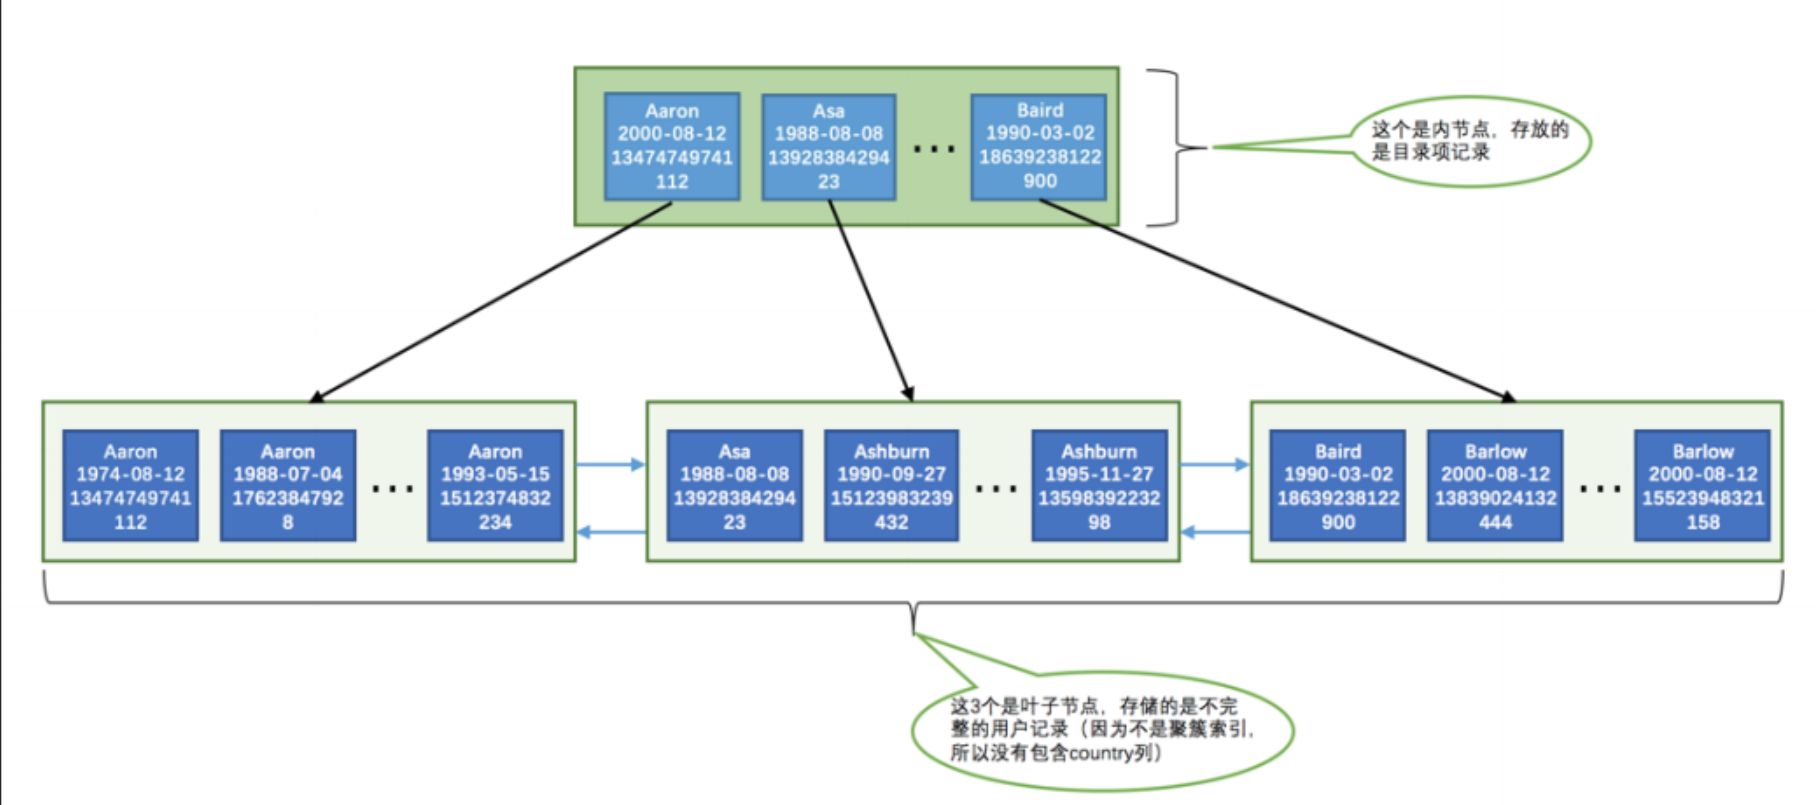 Aaron
2000-08-12
13474749741
112
Asa
1988-08-08
13928384294
23
...
Baird
1990-03-02
18639238122
900
这个是内节点，存放的
是目录项记录
Aaron
1974-08-12
13474749741
112
Aaron
1988-07-04
1762384792
8
...
Aaron
1993-05-15
1512374832
234
Asa
1988-08-08
13928384294
23
Ashburn
1990-09-27
15123983239
432
...
Ashburn
1995-11-27
13598392232
98
Baird
1990-03-02
18639238122
900
Barlow
2000-08-12
13839024132
444
...
Barlow
2000-08-12
15523948321
158
这3个是叶子节点，存储的是不完
整的用户记录（因为不是聚簇索引，
所以没有包含country列）